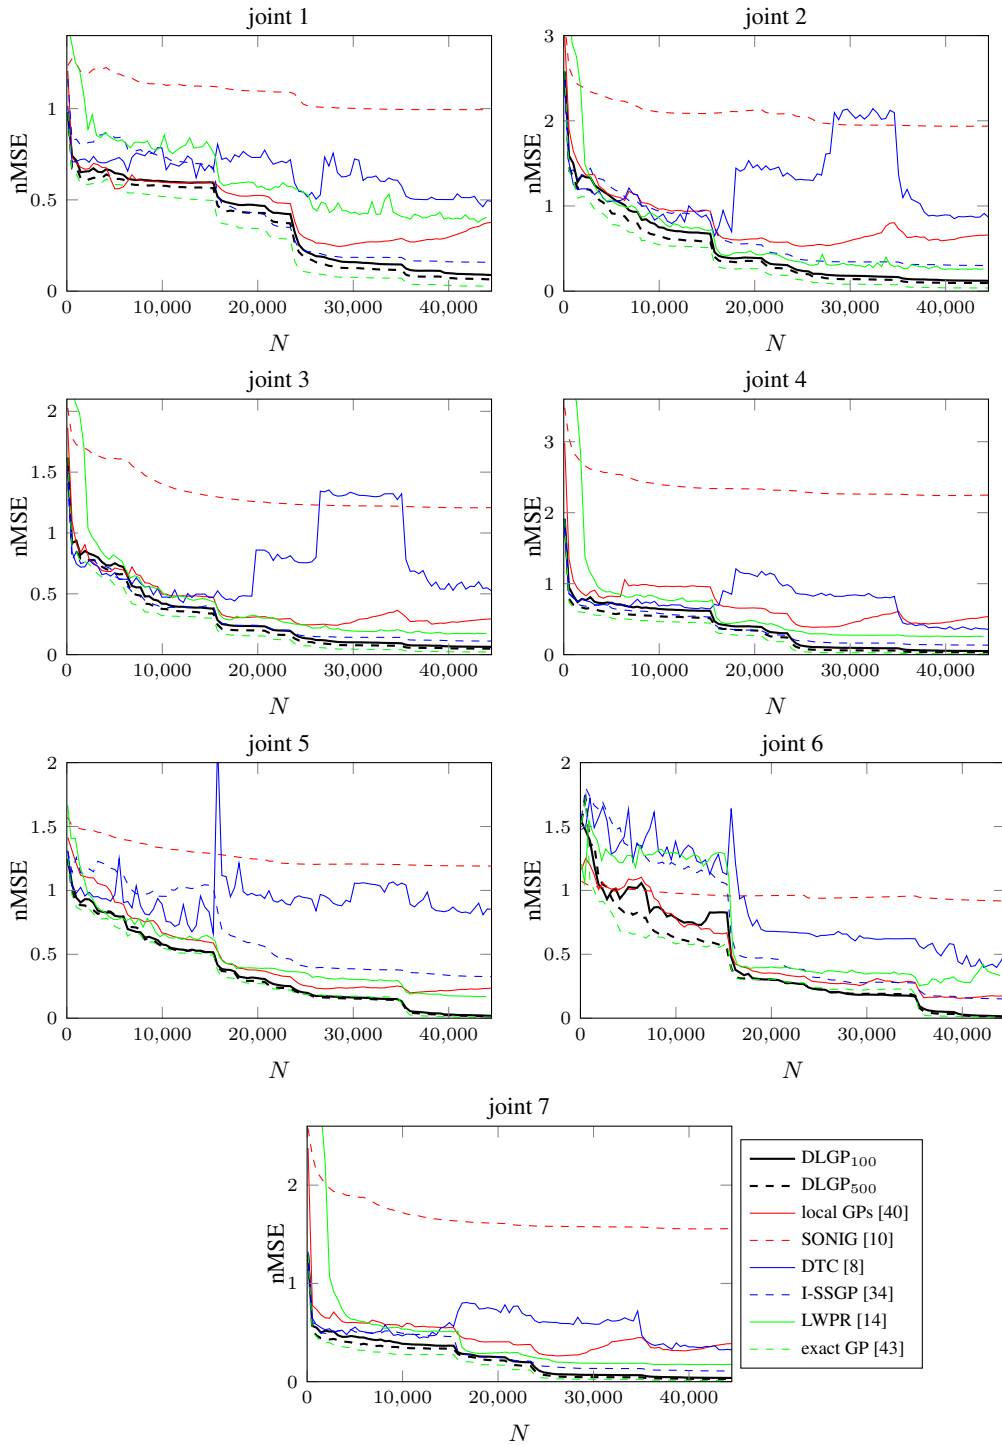 joint 1
joint 2
nMSE
1
0.5
0
0
10,000
20,000
30,000
40,000
N
nMSE
3
2
1
0
0
10,000
20,000
30,000
40,000
N
joint 3
joint 4
nMSE
2
1.5
1
0.5
0
0
10,000
20,000
30,000
40,000
N
nMSE
3
2
1
0
0
10,000
20,000
30,000
40,000
N
joint 5
joint 6
nMSE
2
1.5
1
0.5
0
0
10,000
20,000
30,000
40,000
N
nMSE
2
1.5
1
0.5
0
0
10,000
20,000
30,000
40,000
N
joint 7
nMSE
2
1
0
0
10,000
20,000
30,000
40,000
N
DLGP100
DLGP500
local GPs [40]
SONIG [10]
DTC [8]
I-SSGP [34]
LWPR [14]
exact GP [43]